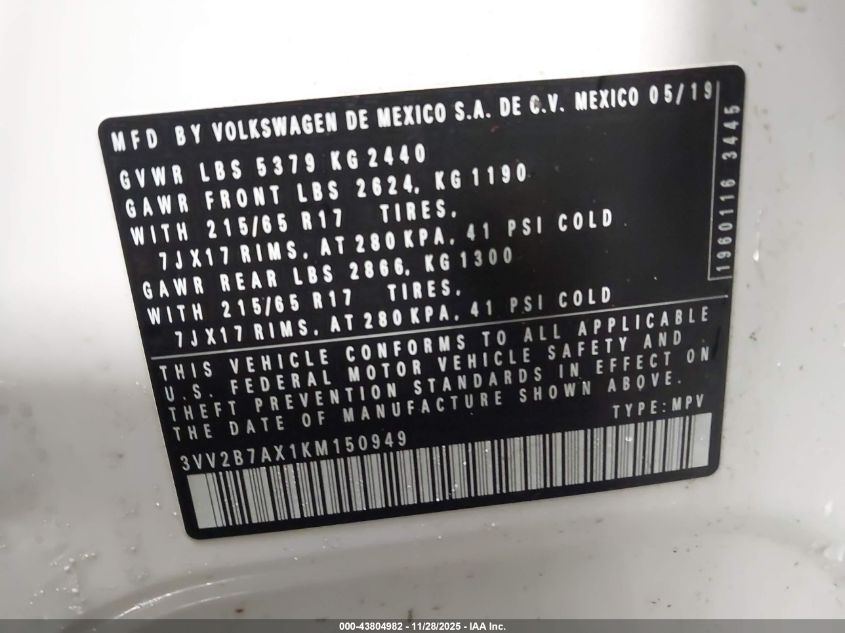 MFD BY VOLKSWAGEN DE MEXICO S.A. DE C.V. MEXICO 05/19
GVWR LBS 5379 KG 2440
GAWR FRONT LBS 2624, KG 1190
WITH 215/65 R17 TIRES,
7JX17 RIMS, AT 280 KPA, 41 PSI COLD
GAWR REAR LBS 2866, KG 1300
WITH 215/65 R17 TIRES,
7JX17 RIMS, AT 280 KPA, 41 PSI COLD
1960116 3445
THIS VEHICLE CONFORMS TO ALL APPLICABLE
U.S. FEDERAL MOTOR VEHICLE SAFETY AND
THEFT PREVENTION STANDARDS IN EFFECT ON
THE DATE OF MANUFACTURE SHOWN ABOVE.
3VV2B7AX1KM150949 TYPE: MPV
000-43804982 | 11/28/2025 - IAA Inc.